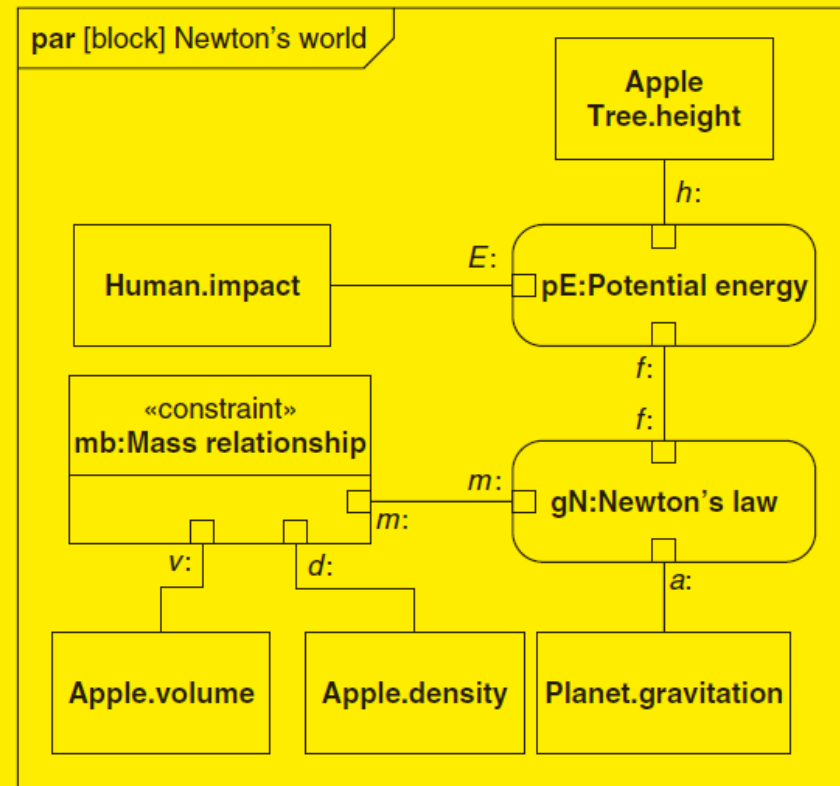 par [block] Newton’s world
Apple
Tree.height
h:
E:
Human.impact
pE:Potential energy
f:
«constraint»
mb:Mass relationship
f:
m:
gN:Newton’s law
m:
v:
d:
a:
Apple.volume
Apple.density
Planet.gravitation